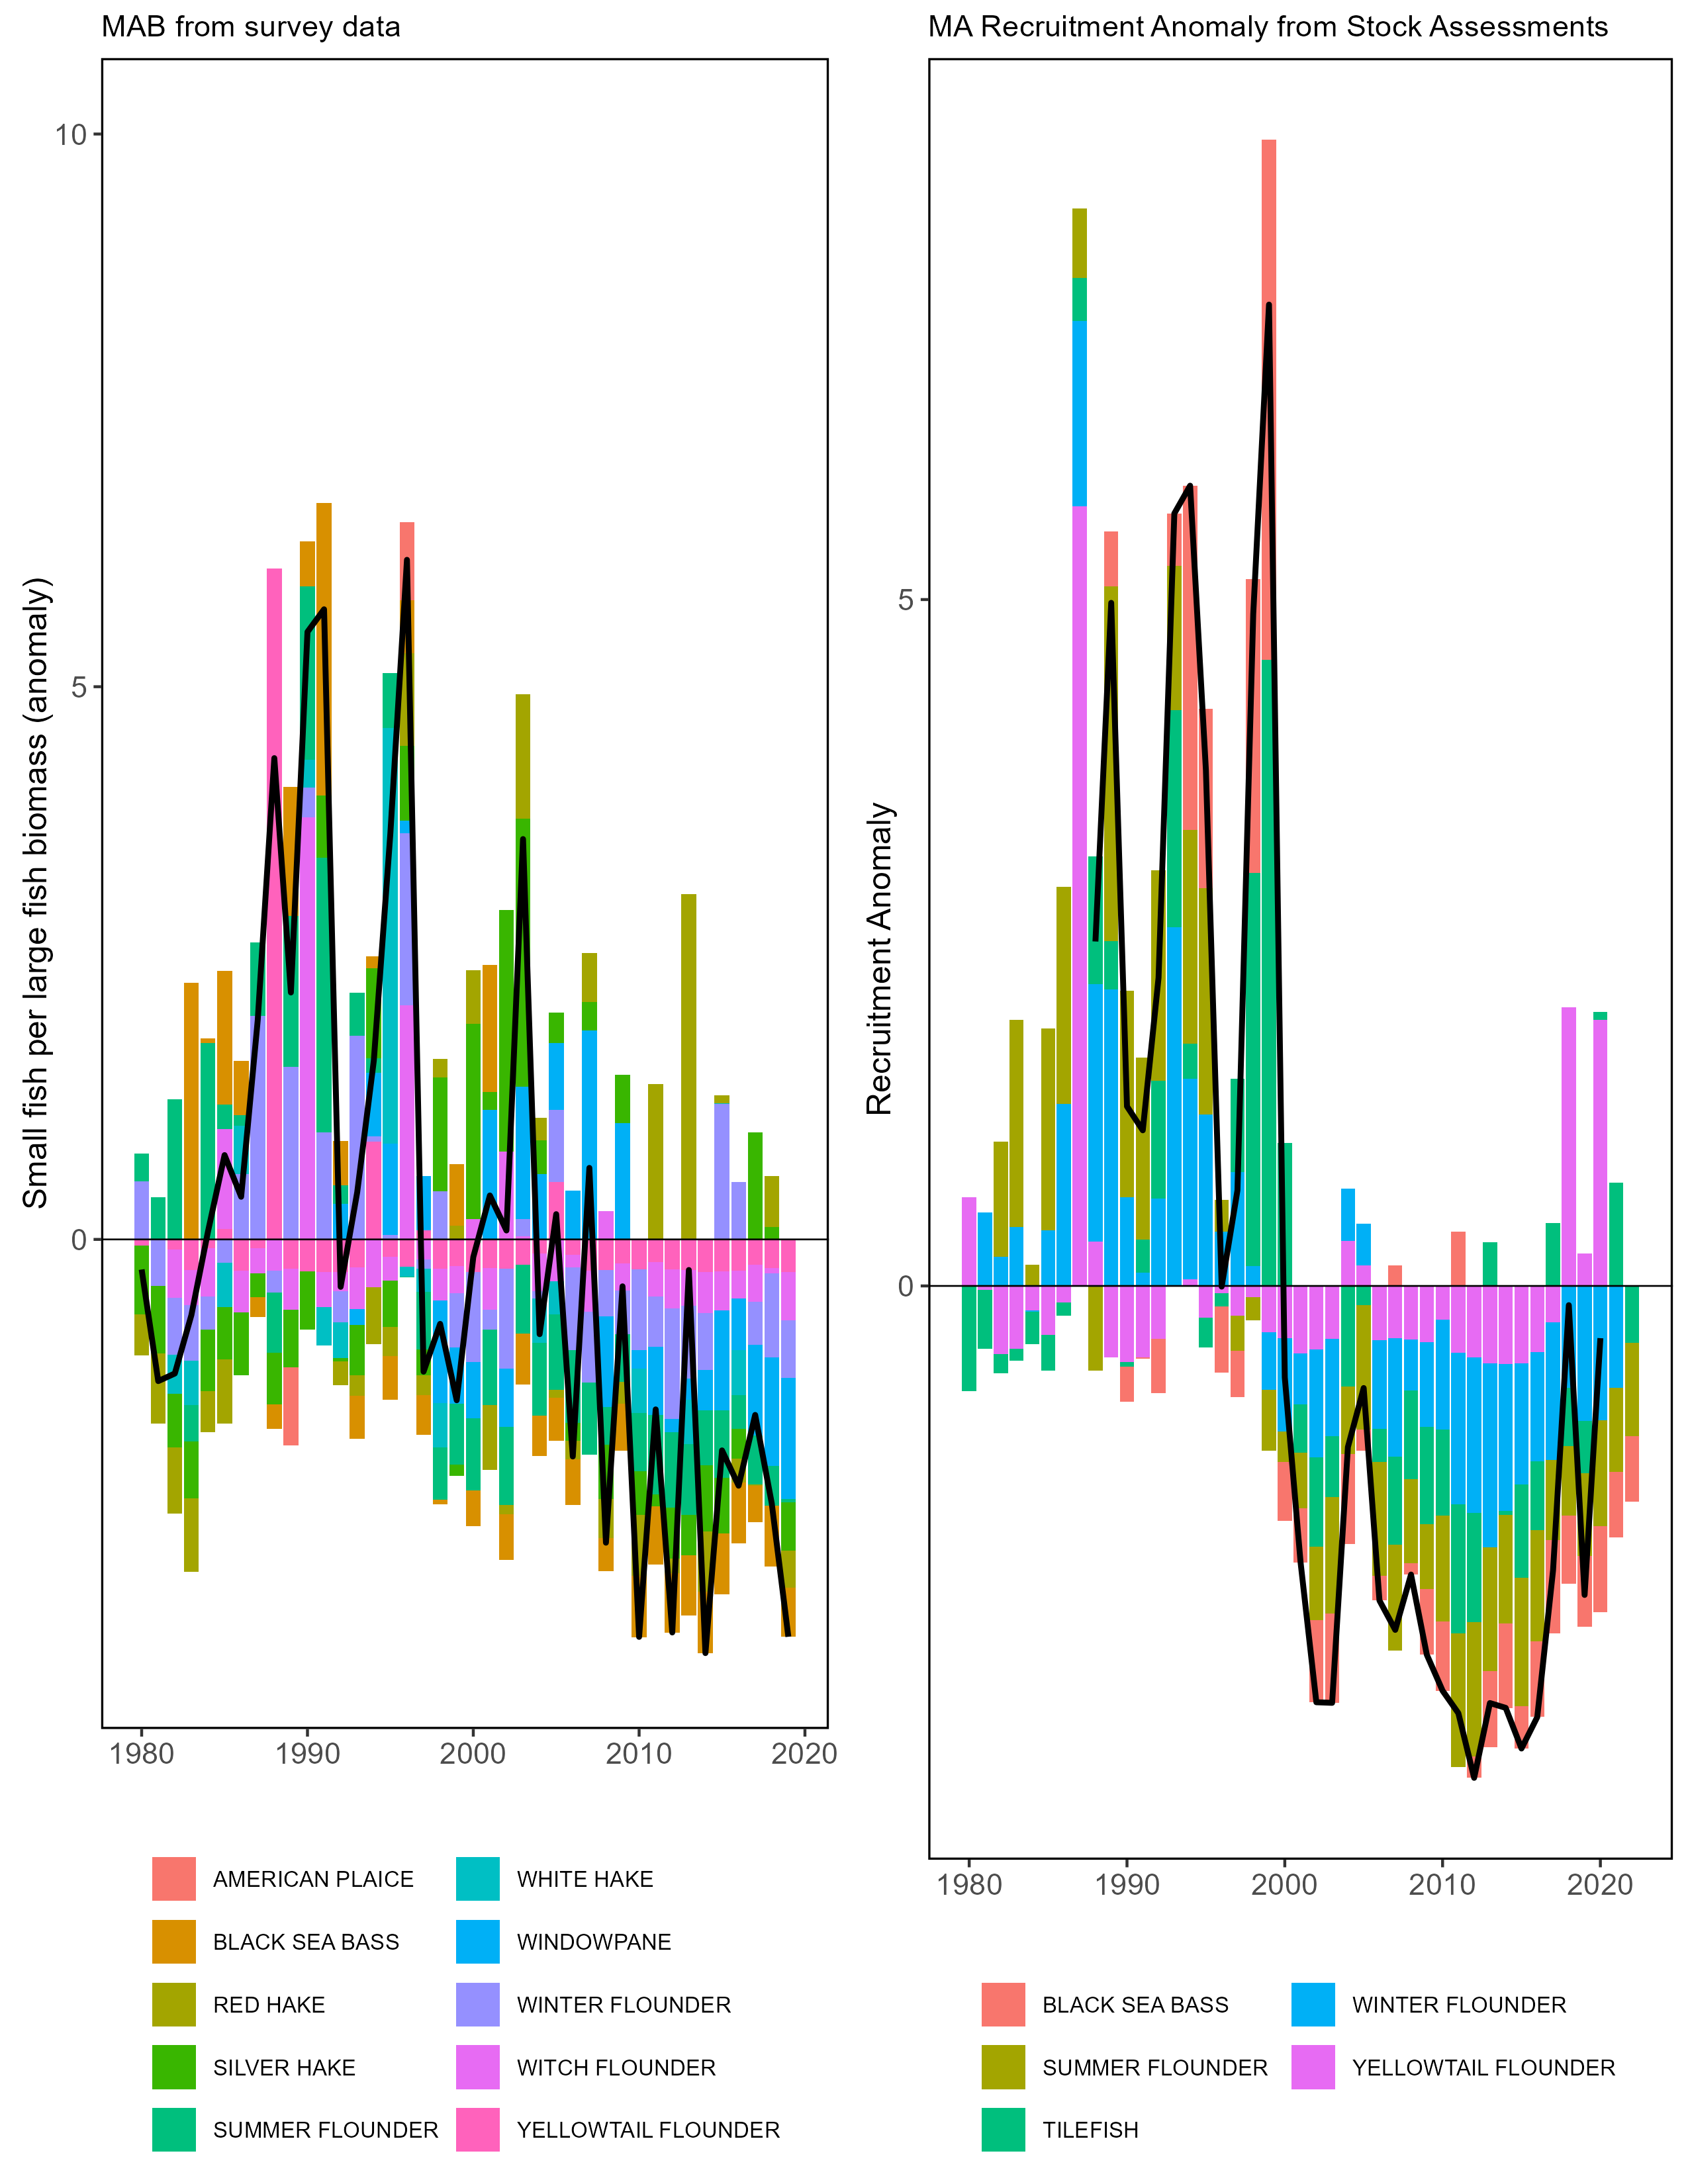 MAB from survey data
Small fish per large fish biomass (anomaly)
10
5
0
1980 1990 2000 2010 2020
AMERICAN PLAICE
BLACK SEA BASS
RED HAKE
SILVER HAKE
SUMMER FLOUNDER
WHITE HAKE
WINDOWPANE
WINTER FLOUNDER
WITCH FLOUNDER
YELLOWTAIL FLOUNDER
MA Recruitment Anomaly from Stock Assessments
Recruitment Anomaly
5
0
1980 1990 2000 2010 2020
BLACK SEA BASS
SUMMER FLOUNDER
TILEFISH
WINTER FLOUNDER
YELLOWTAIL FLOUNDER